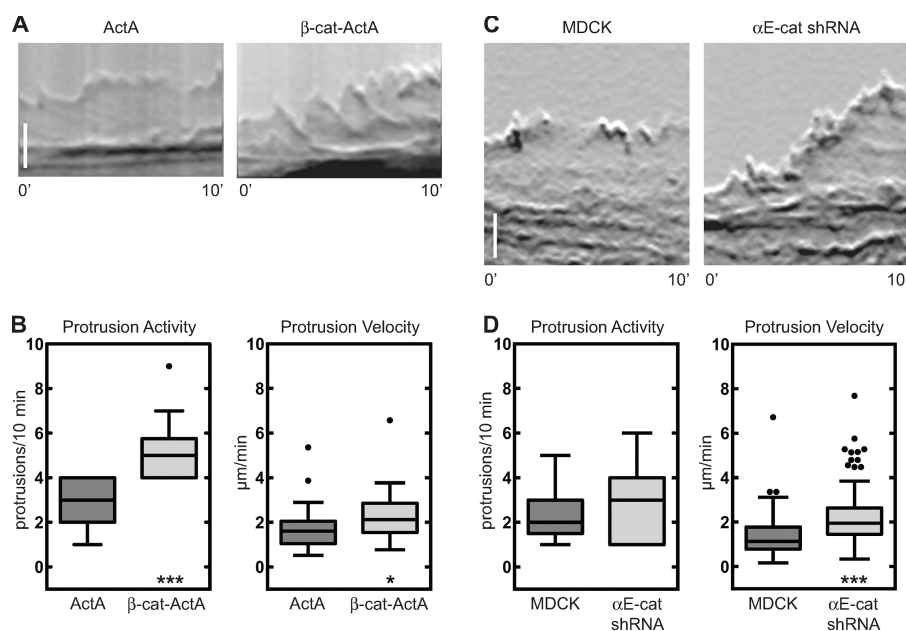 A
ActA
β-cat-ActA
0'
10'
0'
10'
C
MDCK
αE-cat shRNA
0'
10'
0'
10'
B
Protrusion Activity
protrusions/10 min
10
8
6
4
2
0
***
ActA
β-cat-ActA
Protrusion Velocity
µm/min
10
8
6
4
2
0
*
ActA
β-cat-ActA
D
Protrusion Activity
protrusions/10 min
10
8
6
4
2
0
MDCK
αE-cat
shRNA
Protrusion Velocity
µm/min
10
8
6
4
2
0
***
MDCK
αE-cat
shRNA